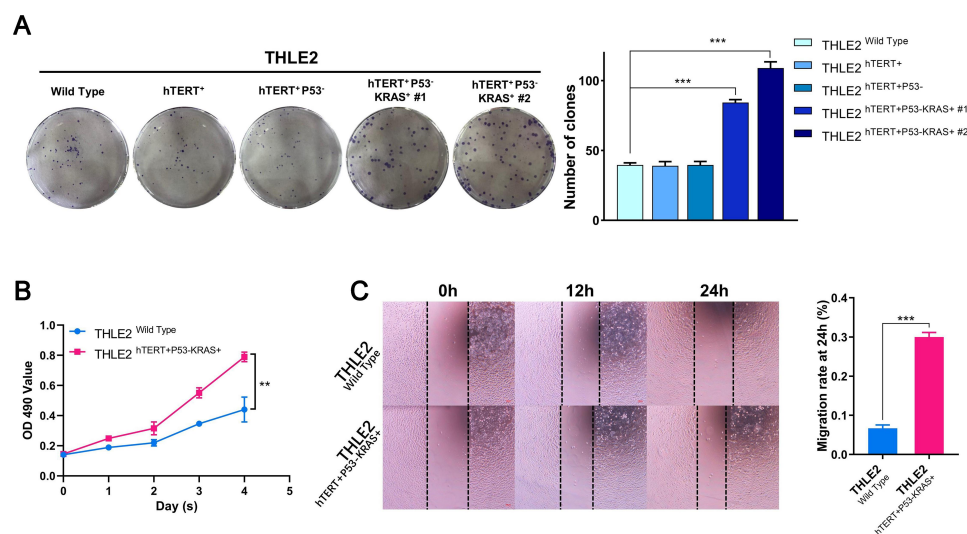 A
THLE2
Wild Type
hTERT⁺
hTERT⁺P53⁻
hTERT⁺P53⁻
KRAS⁺ #1
hTERT⁺P53⁻
KRAS⁺ #2
Number of clones
100
50
0
***
***
THLE2 Wild Type
THLE2 hTERT+
THLE2 hTERT+P53-
THLE2 hTERT+P53-KRAS+ #1
THLE2 hTERT+P53-KRAS+ #2
B
OD 490 Value
1.0
0.8
0.6
0.4
0.2
0.0
0
1
2
3
4
5
Day (s)
THLE2 Wild Type
THLE2 hTERT+P53-KRAS+
**
C
0h
12h
24h
THLE2
Wild Type
THLE2
hTERT+P53-KRAS+
Migration rate at 24h (%)
0.4
0.3
0.2
0.1
0.0
***
THLE2
Wild Type
THLE2
hTERT+P53-KRAS+